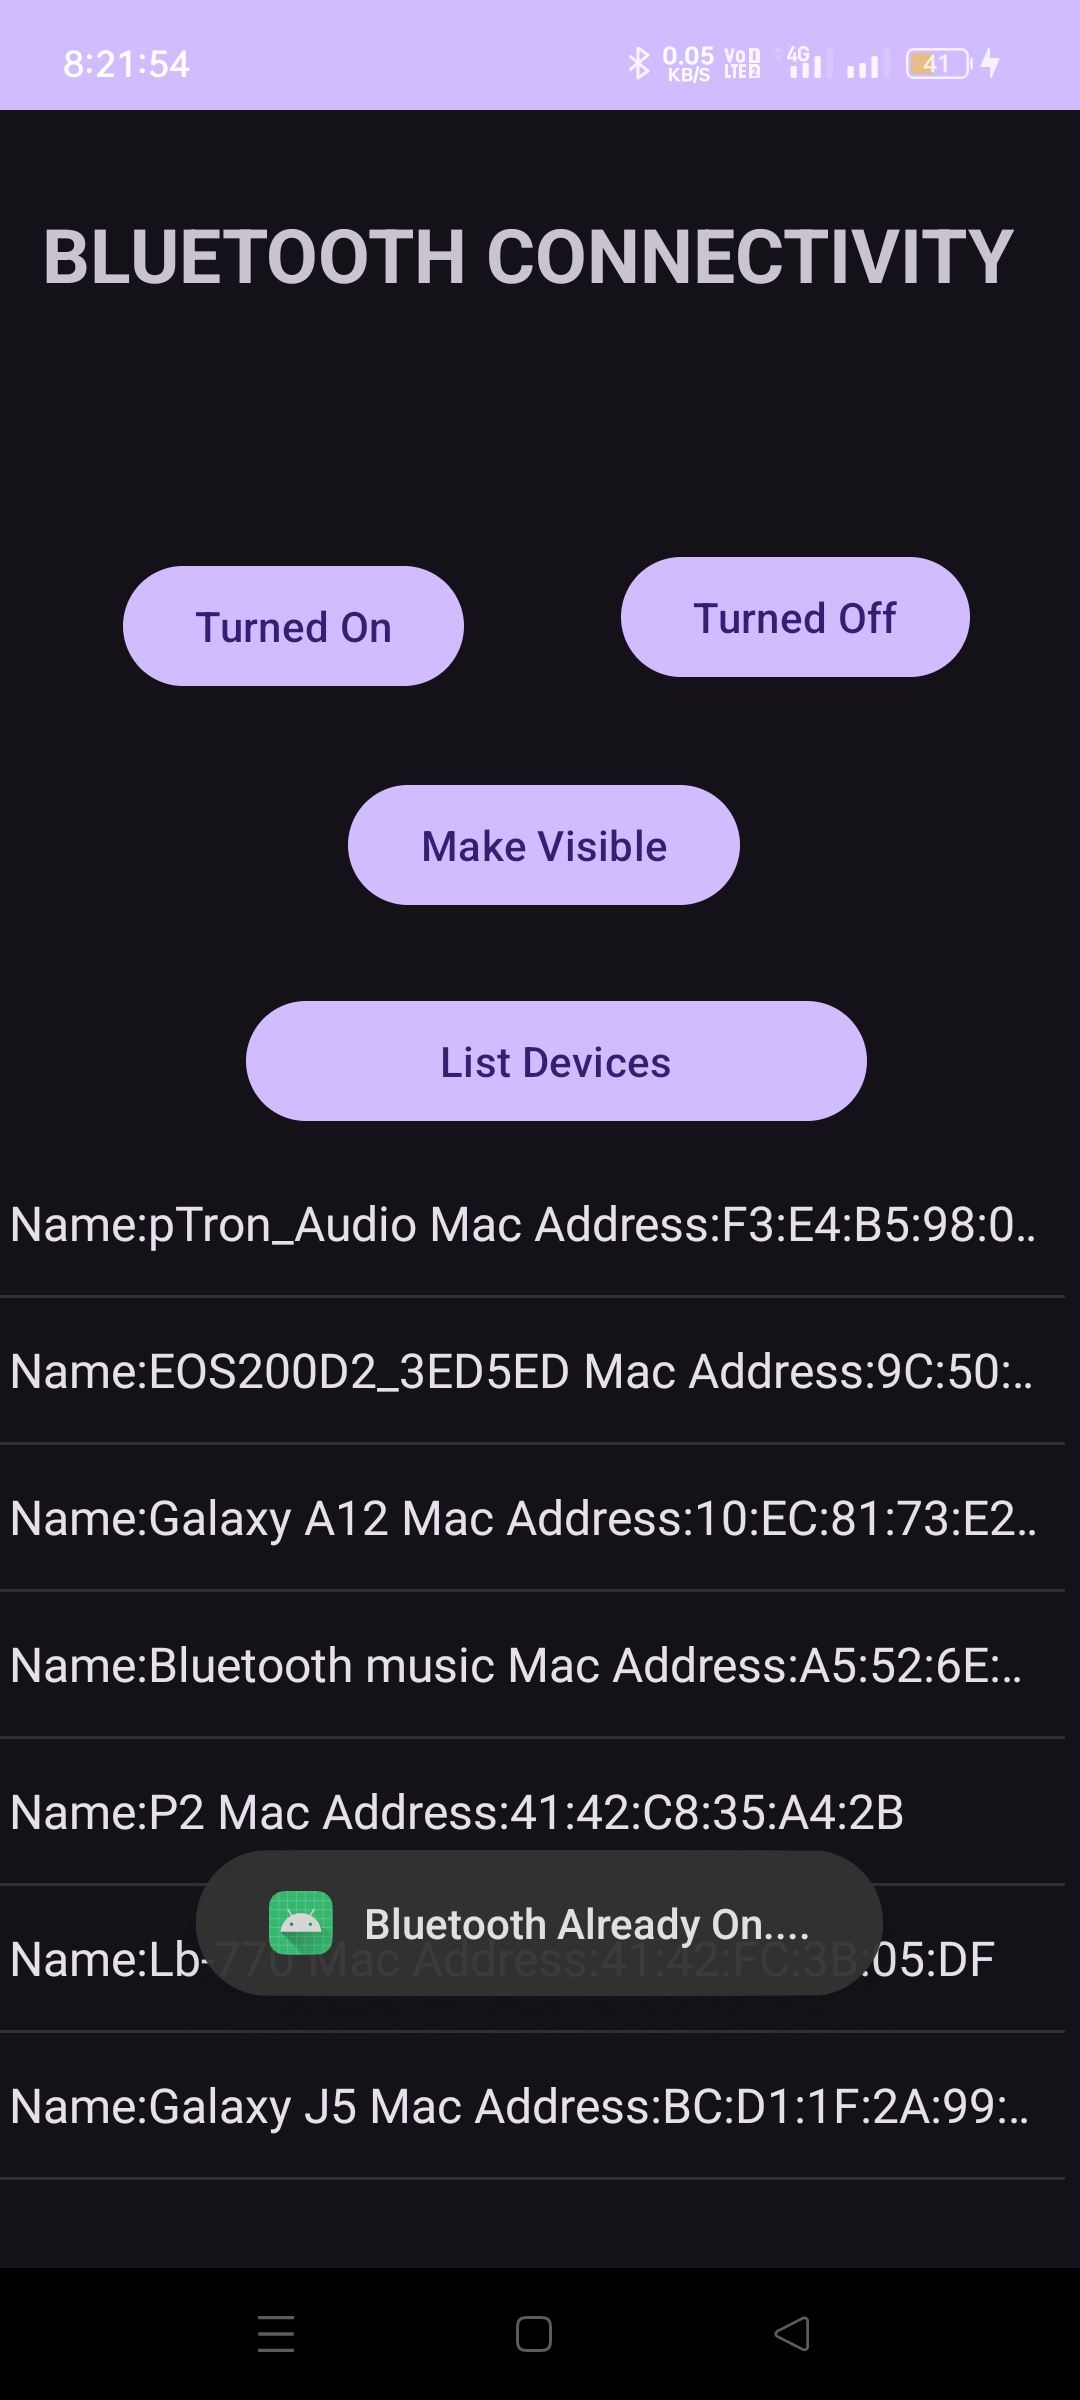 8:21:54 0.05 KB/S Vo 1 LTE 2 4G 41
BLUETOOTH CONNECTIVITY
Turned On
Turned Off
Make Visible
List Devices
Name:pTron_Audio Mac Address:F3:E4:B5:98:0..
Name:EOS200D2_3ED5ED Mac Address:9C:50:..
Name:Galaxy A12 Mac Address:10:EC:81:73:E2..
Name:Bluetooth music Mac Address:A5:52:6E:..
Name:P2 Mac Address:41:42:C8:35:A4:2B
Bluetooth Already On....
Name:Lb-770 Mac Address:41:42:FC:3B:05:DF
Name:Galaxy J5 Mac Address:BC:D1:1F:2A:99:..